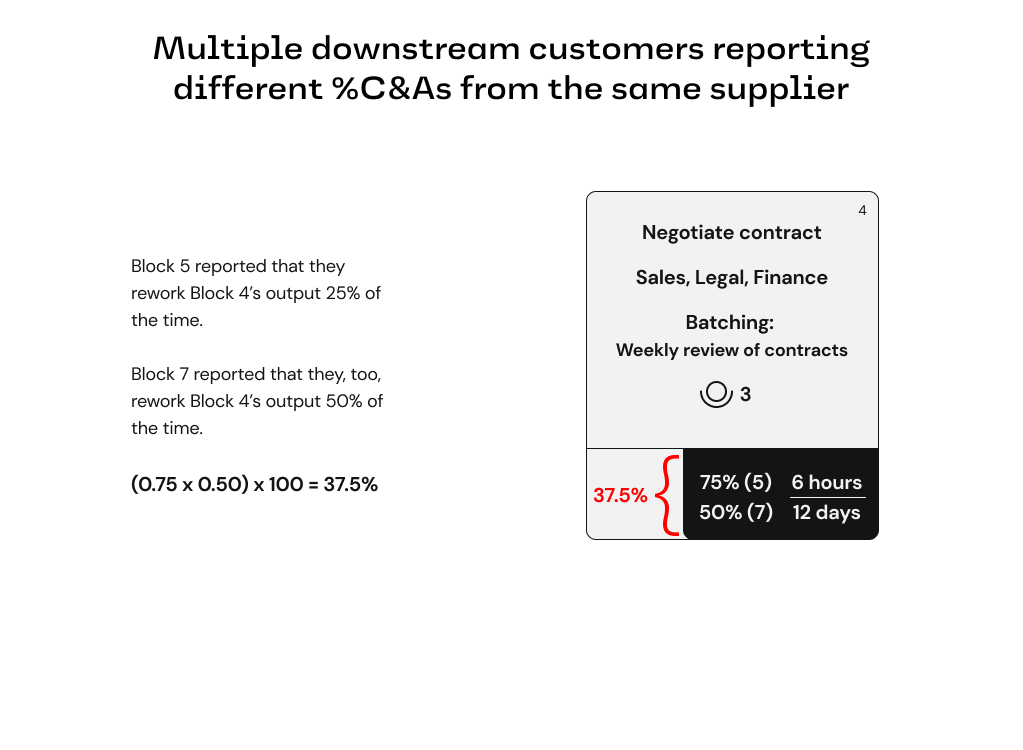 Multiple downstream customers reporting
different %C&As from the same supplier
Block 5 reported that they
rework Block 4’s output 25% of
the time.
Block 7 reported that they, too,
rework Block 4’s output 50% of
the time.
(0.75 x 0.50) x 100 = 37.5%
4
Negotiate contract
Sales, Legal, Finance
Batching:
Weekly review of contracts
3
37.5%
75% (5)
50% (7)
6 hours
12 days